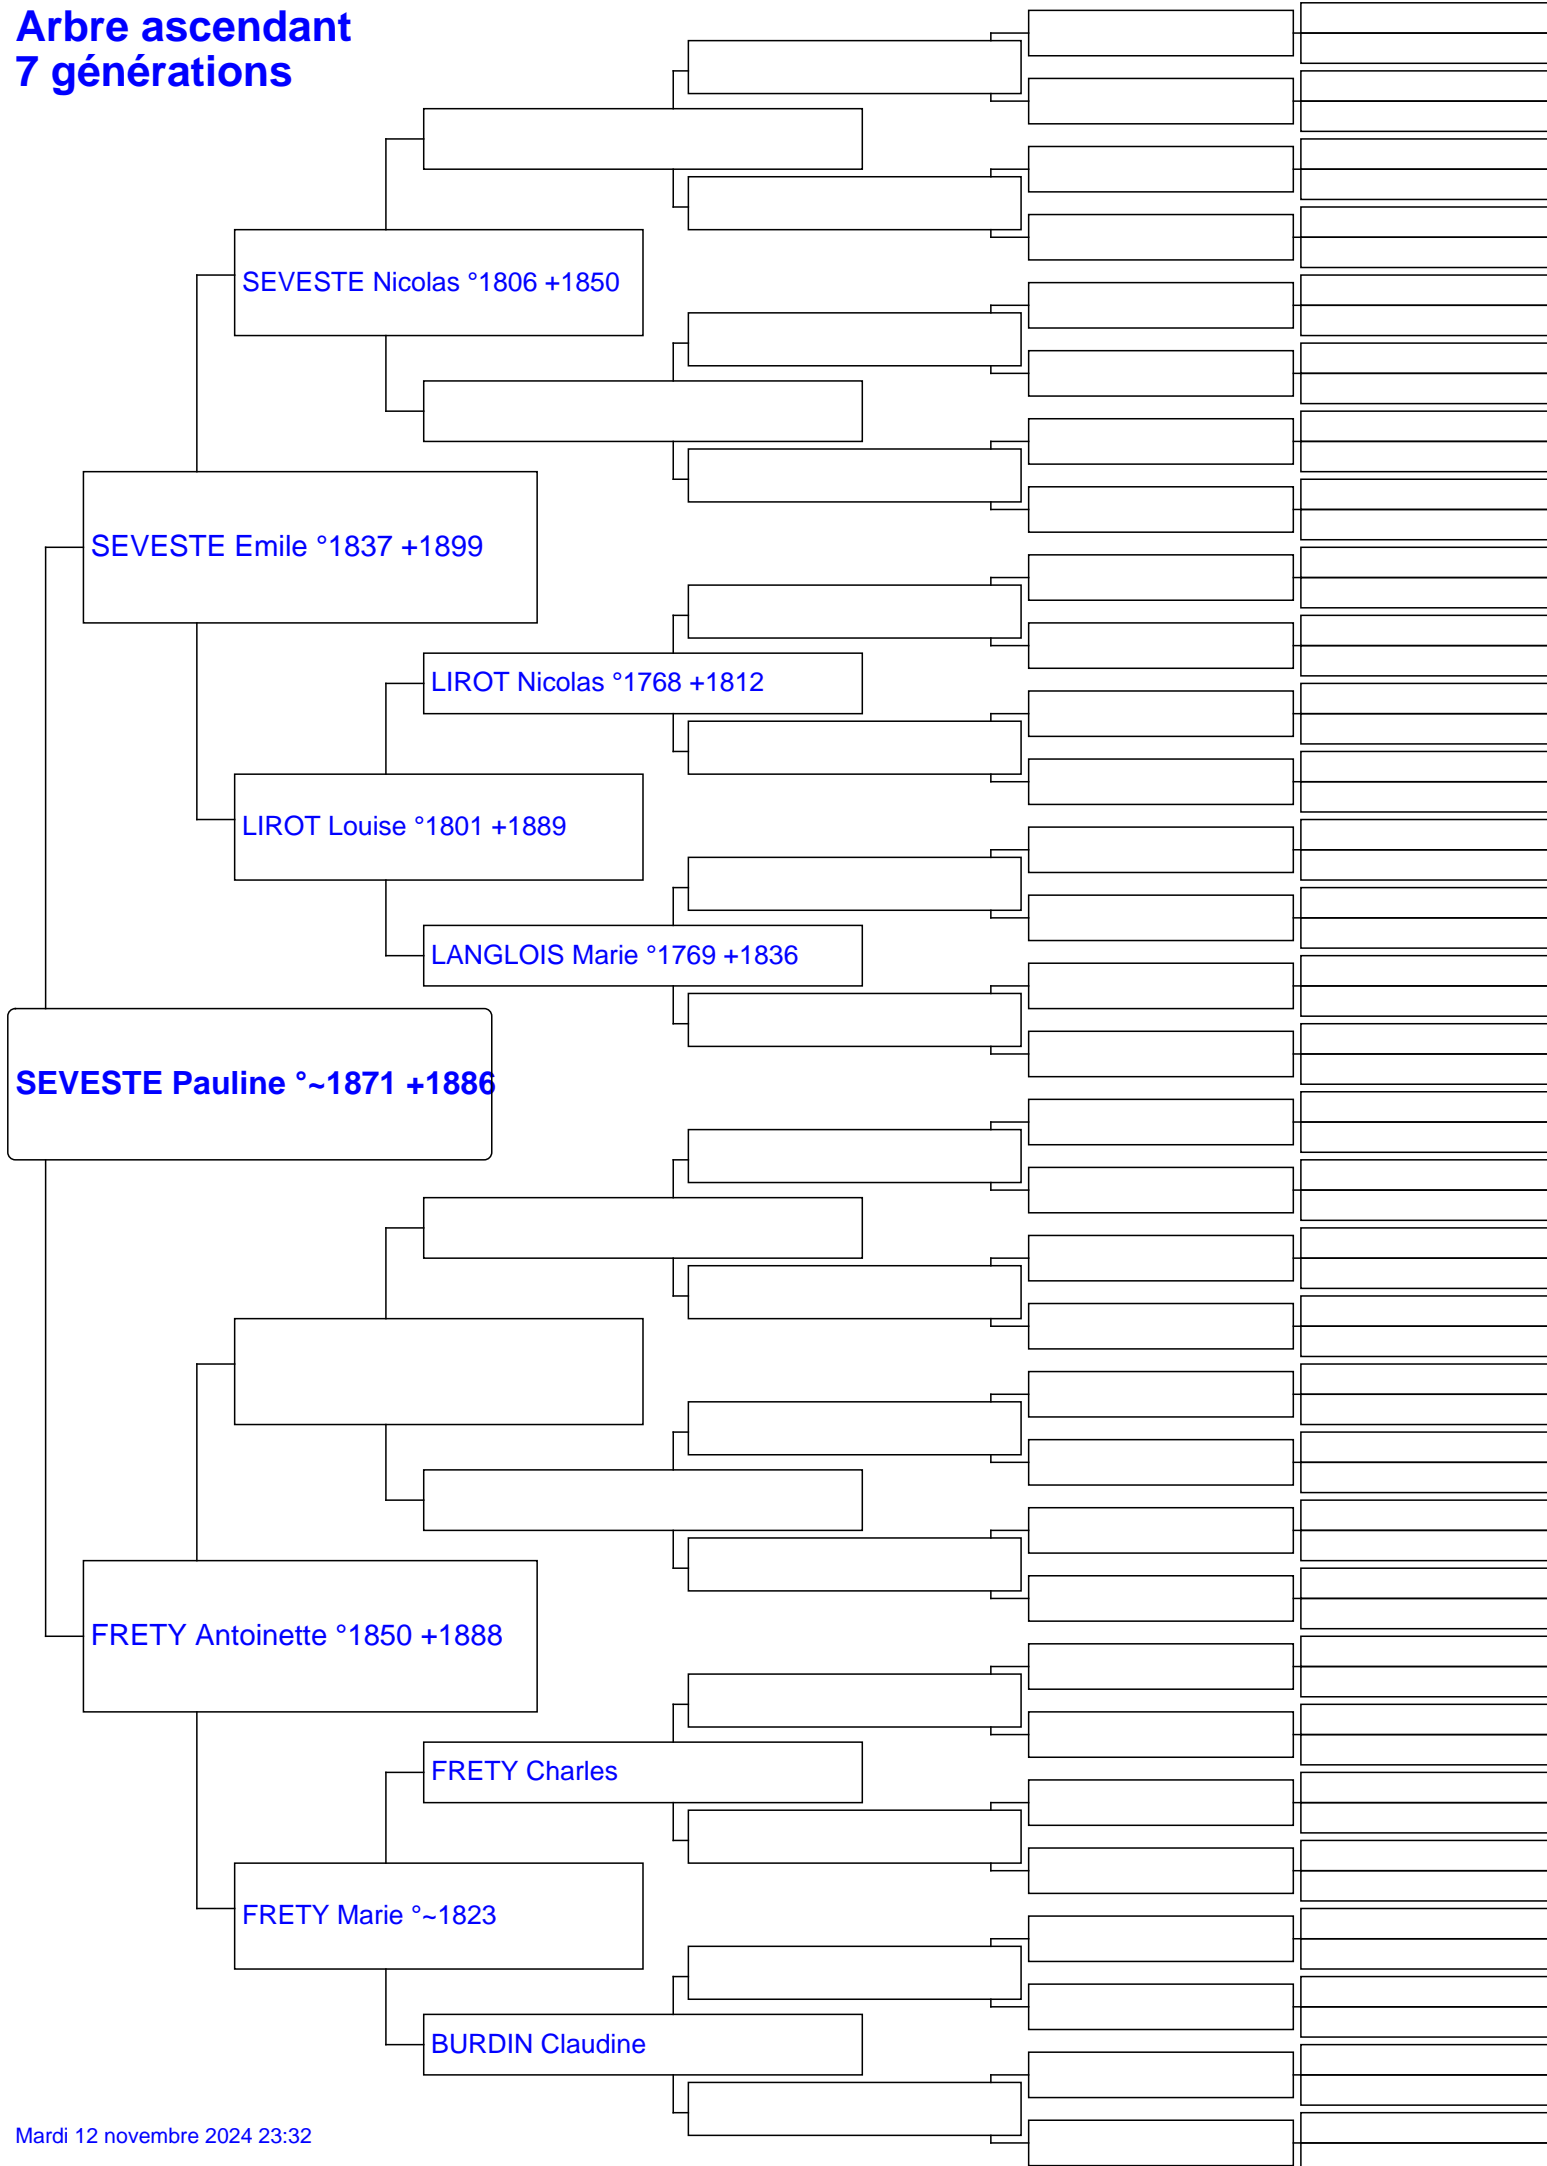 Arbre ascendant
7 générations
SEVESTE Nicolas °1806 +1850
SEVESTE Emile °1837 +1899
LIROT Nicolas °1768 +1812
LIROT Louise °1801 +1889
LANGLOIS Marie °1769 +1836
SEVESTE Pauline °~1871 +1886
FRETY Antoinette °1850 +1888
FRETY Charles
FRETY Marie °~1823
BURDIN Claudine
Mardi 12 novembre 2024 23:32